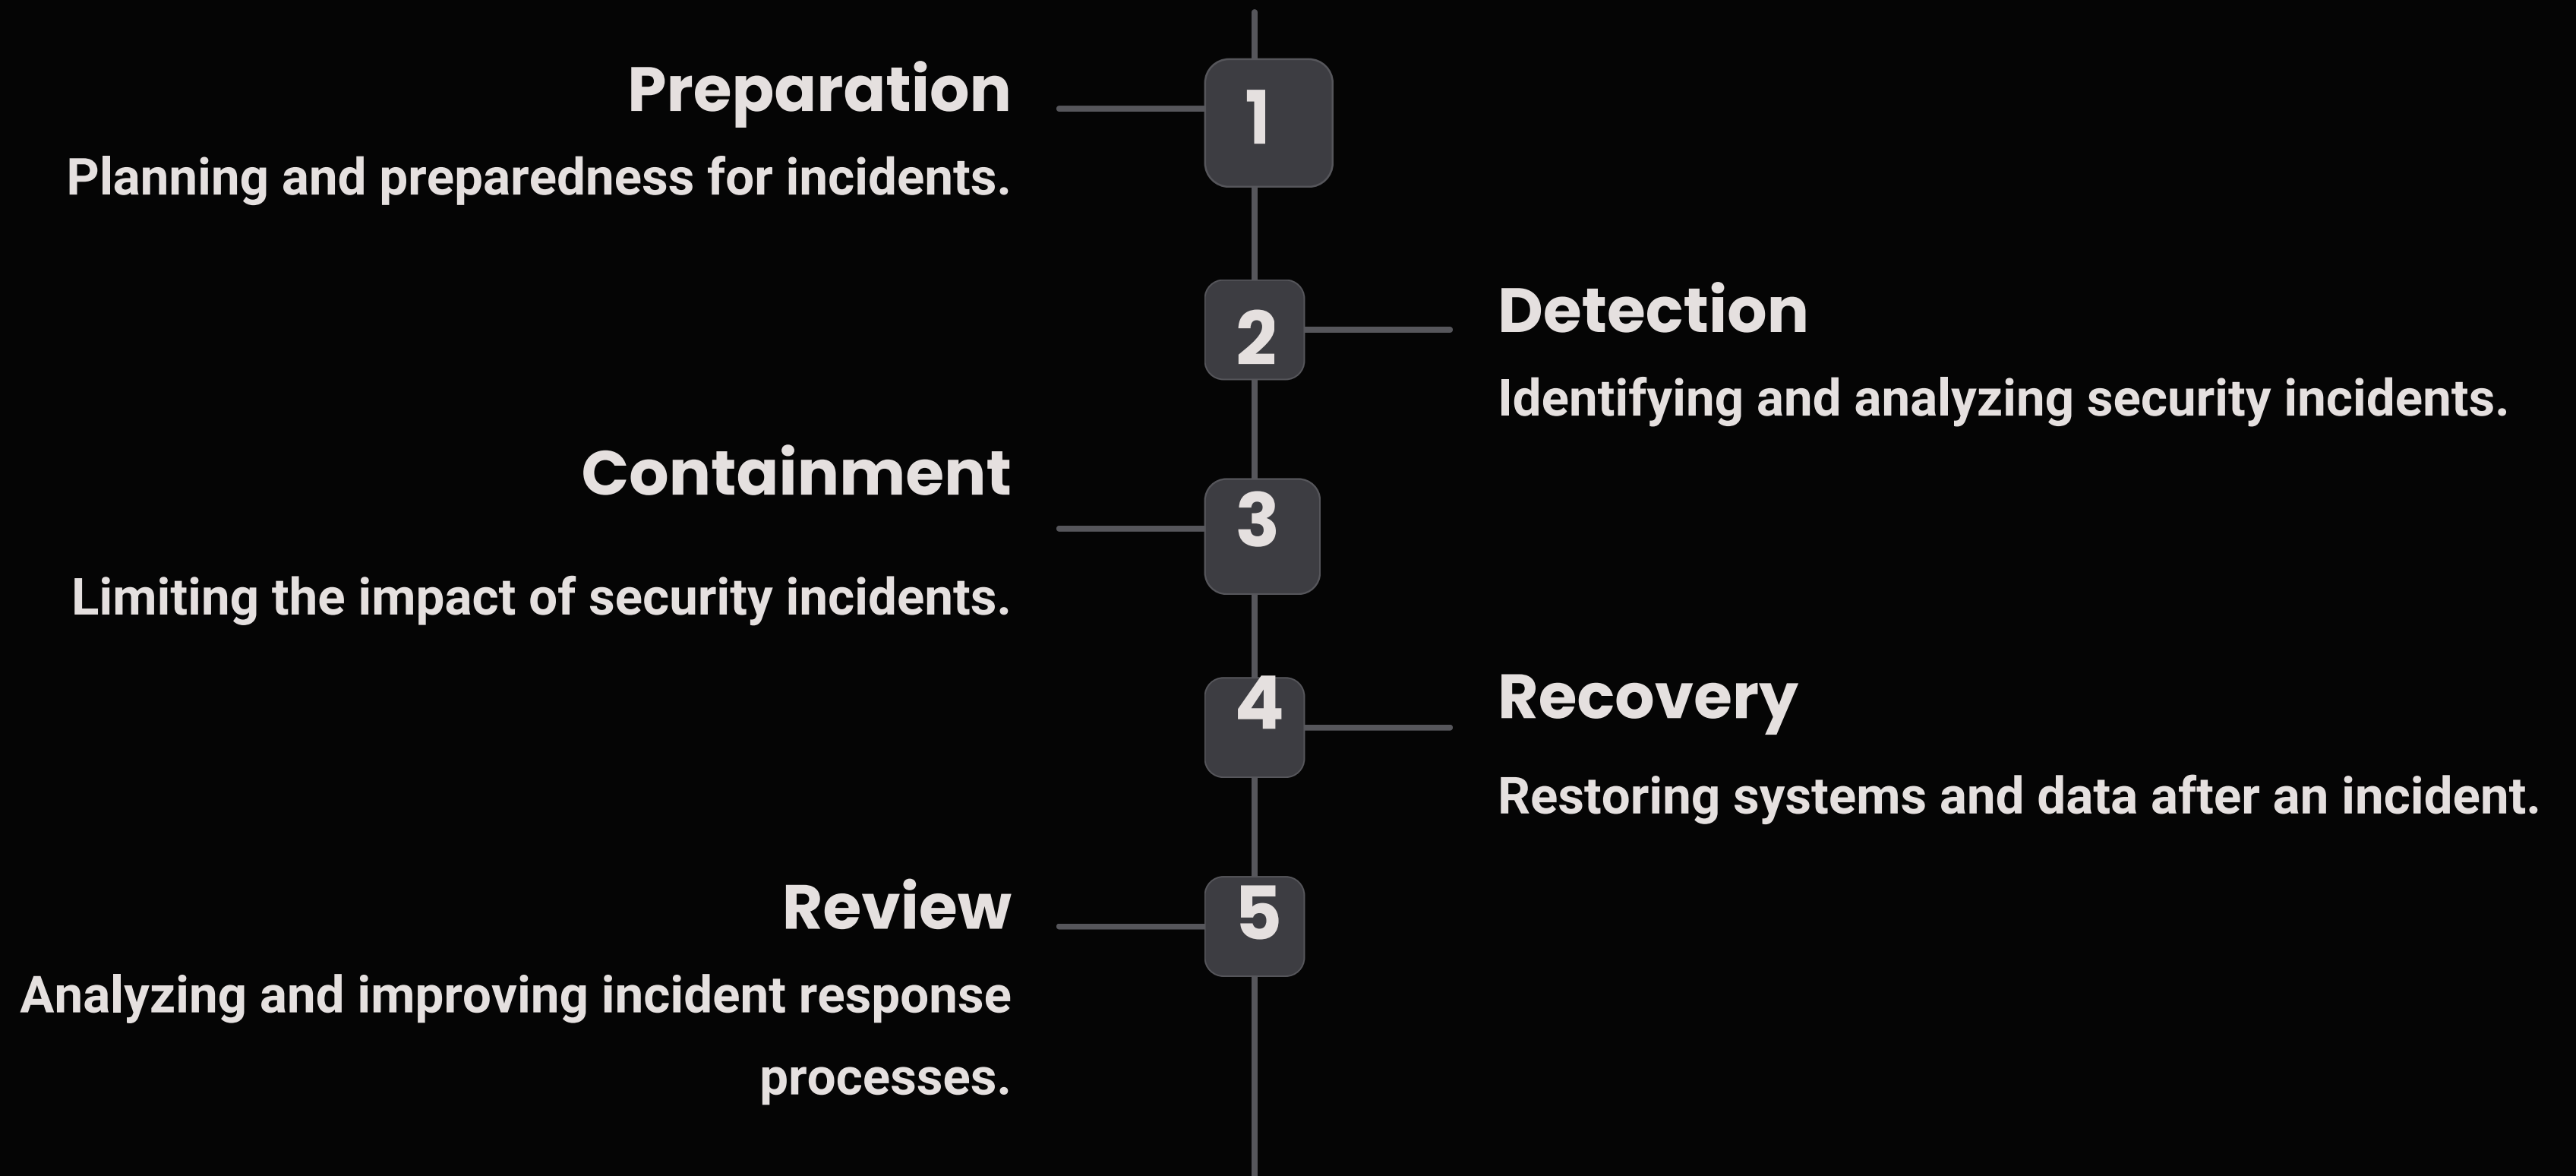 Preparation
1
Planning and preparedness for incidents.
2
Detection
Identifying and analyzing security incidents.
Containment
3
Limiting the impact of security incidents.
4
Recovery
Restoring systems and data after an incident.
Review
5
Analyzing and improving incident response
processes.